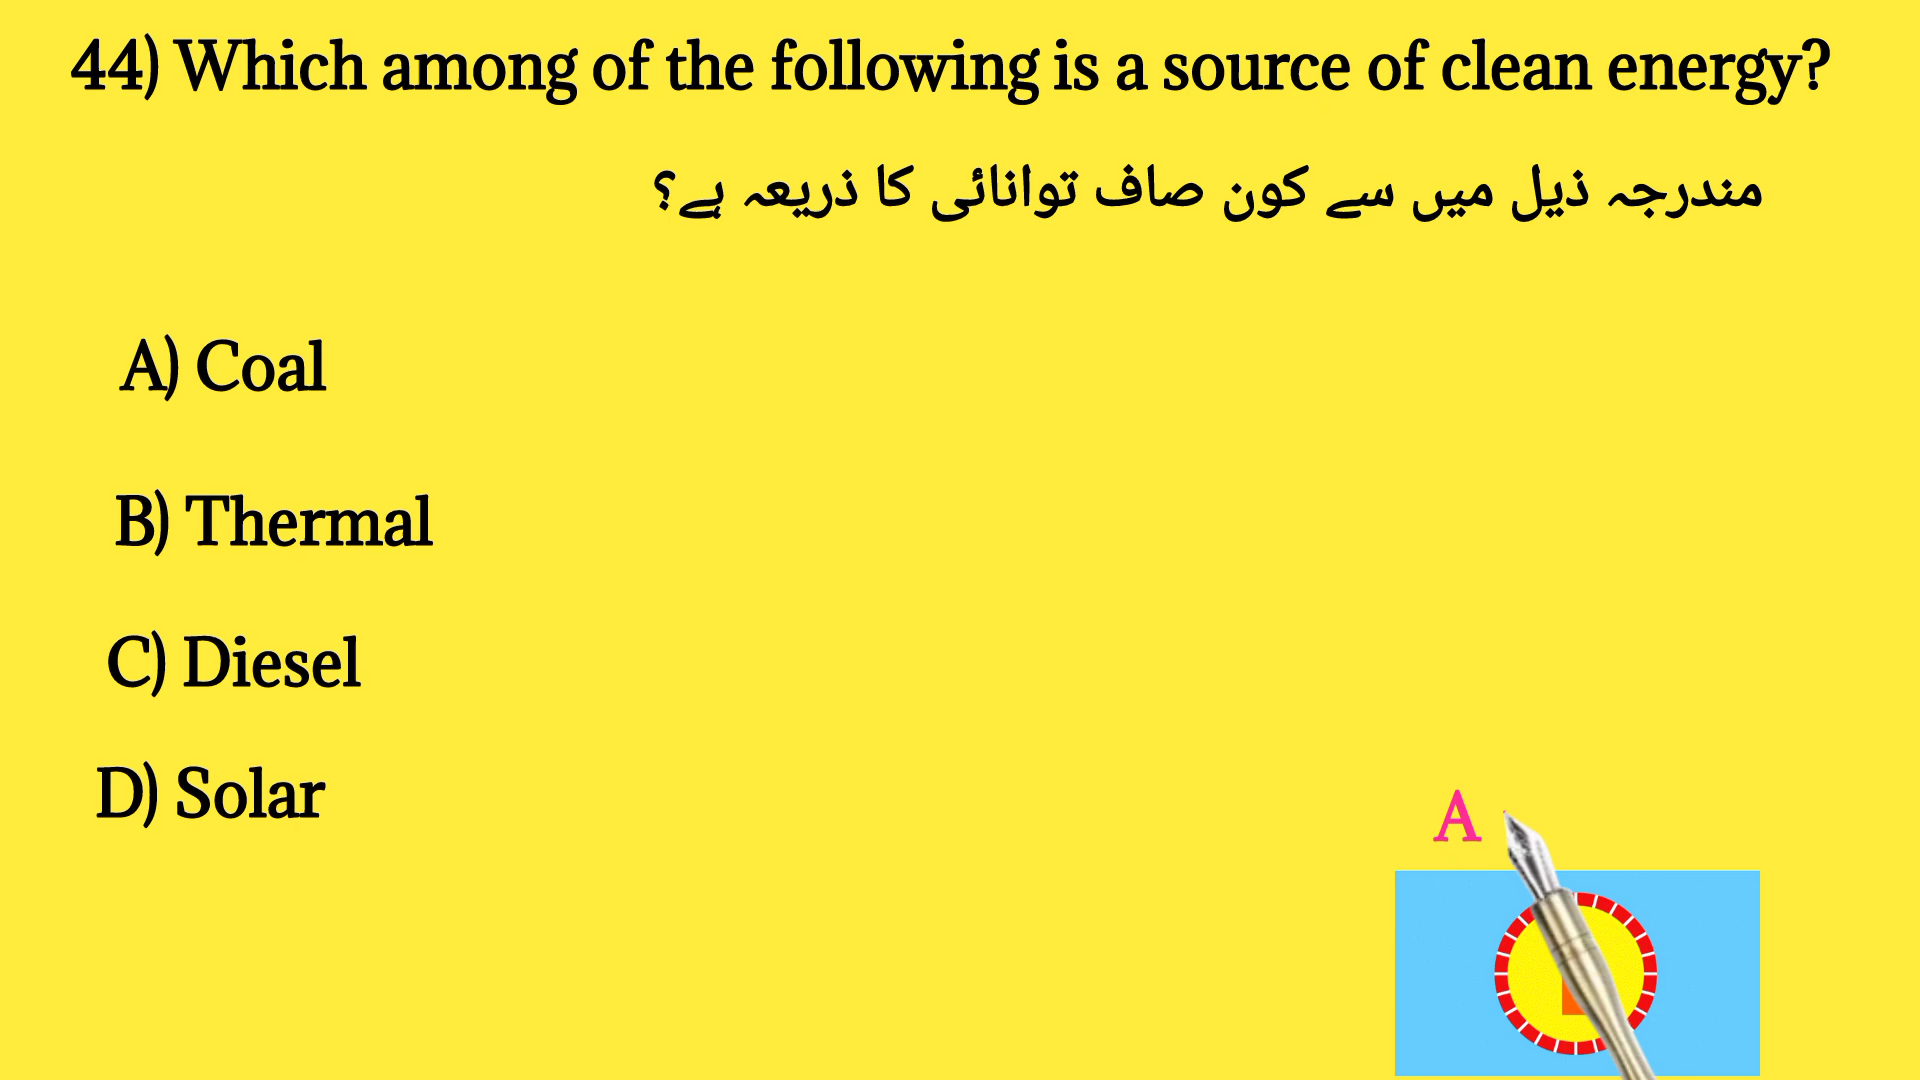 44) Which among of the following is a source of clean energy?
مندرجہ ذیل میں سے کون صاف توانائی کا ذریعہ ہے؟
A) Coal
B) Thermal
C) Diesel
D) Solar
A